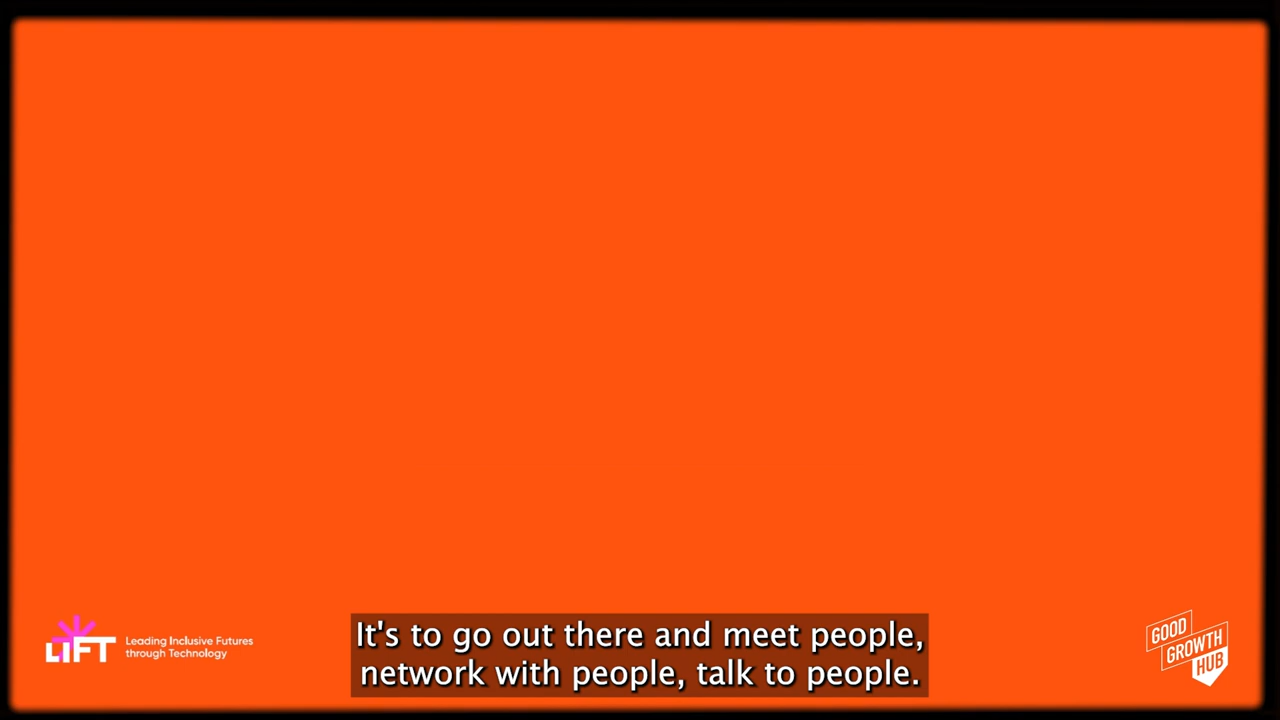 LIFT
Leading Inclusive Futures
through Technology
It's to go out there and meet people,
network with people, talk to people.
GOOD
GROWTH
HUB